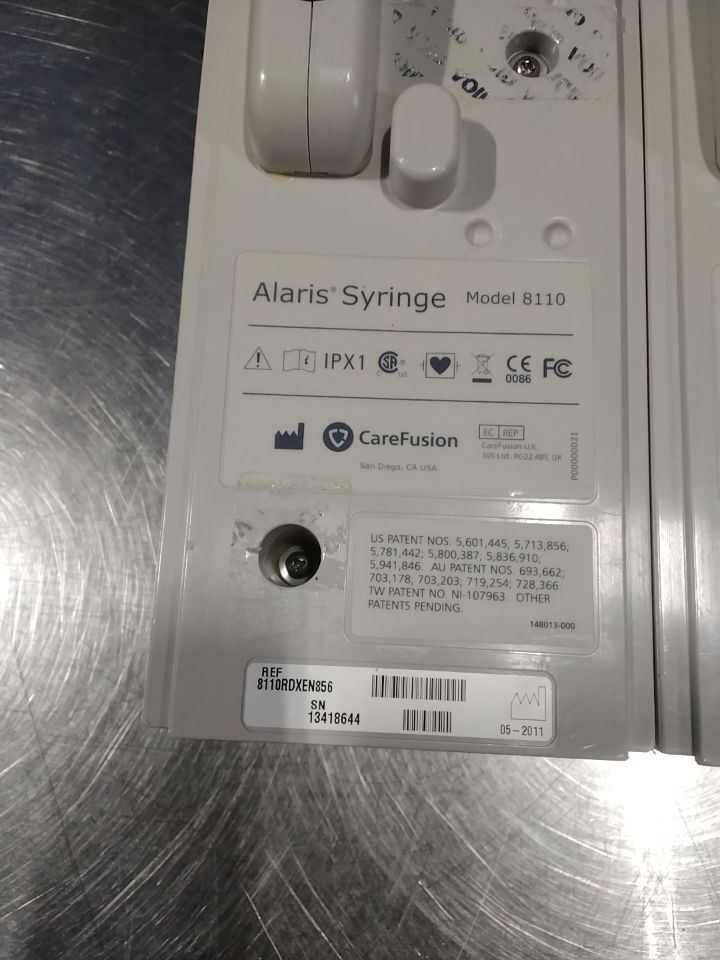 Alaris® Syringe Model 8110
IPX1 CE 0086 FC
CareFusion
San Diego, CA USA
EC REP
CareFusion U.K.
305 Ltd. RG22 4BS, UK
P00000021
US PATENT NOS. 5,601,445; 5,713,856;
5,781,442; 5,800,387; 5,836,910;
5,941,846. AU PATENT NOS. 693,662;
703,178; 703,203; 719,254; 728,366.
TW PATENT NO. NI-107963. OTHER
PATENTS PENDING.
148013-000
REF
8110RDXEN856
SN
13418644
05-2011